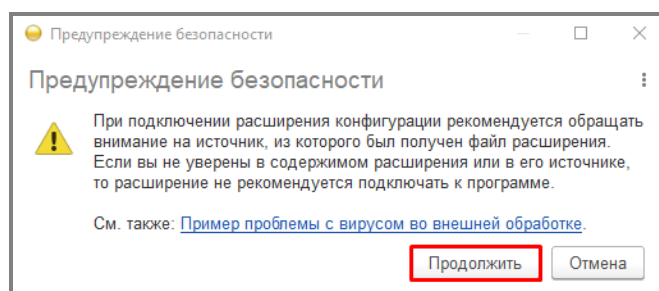 Предупреждение безопасности
Предупреждение безопасности
При подключении расширения конфигурации рекомендуется обращать
внимание на источник, из которого был получен файл расширения.
Если вы не уверены в содержимом расширения или в его источнике,
то расширение не рекомендуется подключать к программе.
См. также: Пример проблемы с вирусом во внешней обработке.
Продолжить Отмена